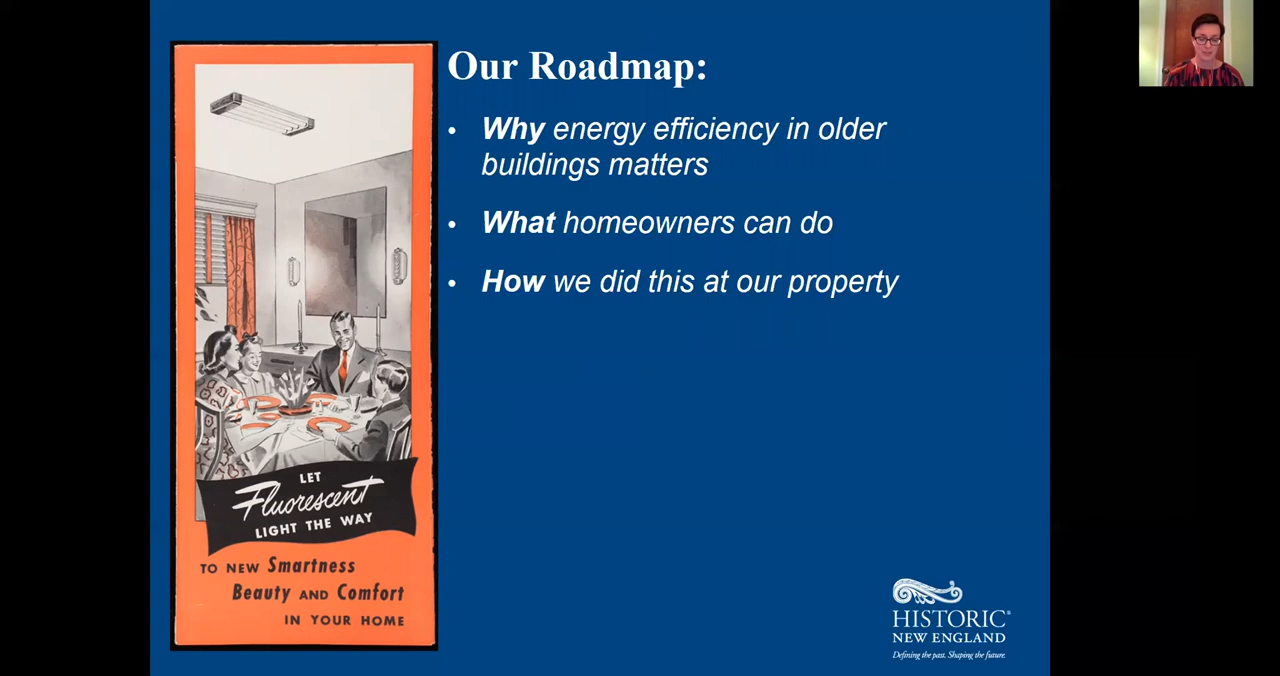 Our Roadmap:
• Why energy efficiency in older
buildings matters
• What homeowners can do
• How we did this at our property
LET
Fluorescent
LIGHT THE WAY
TO NEW Smartness
Beauty AND Comfort
IN YOUR HOME
HISTORIC®
NEW ENGLAND
Defining the past. Shaping the future.